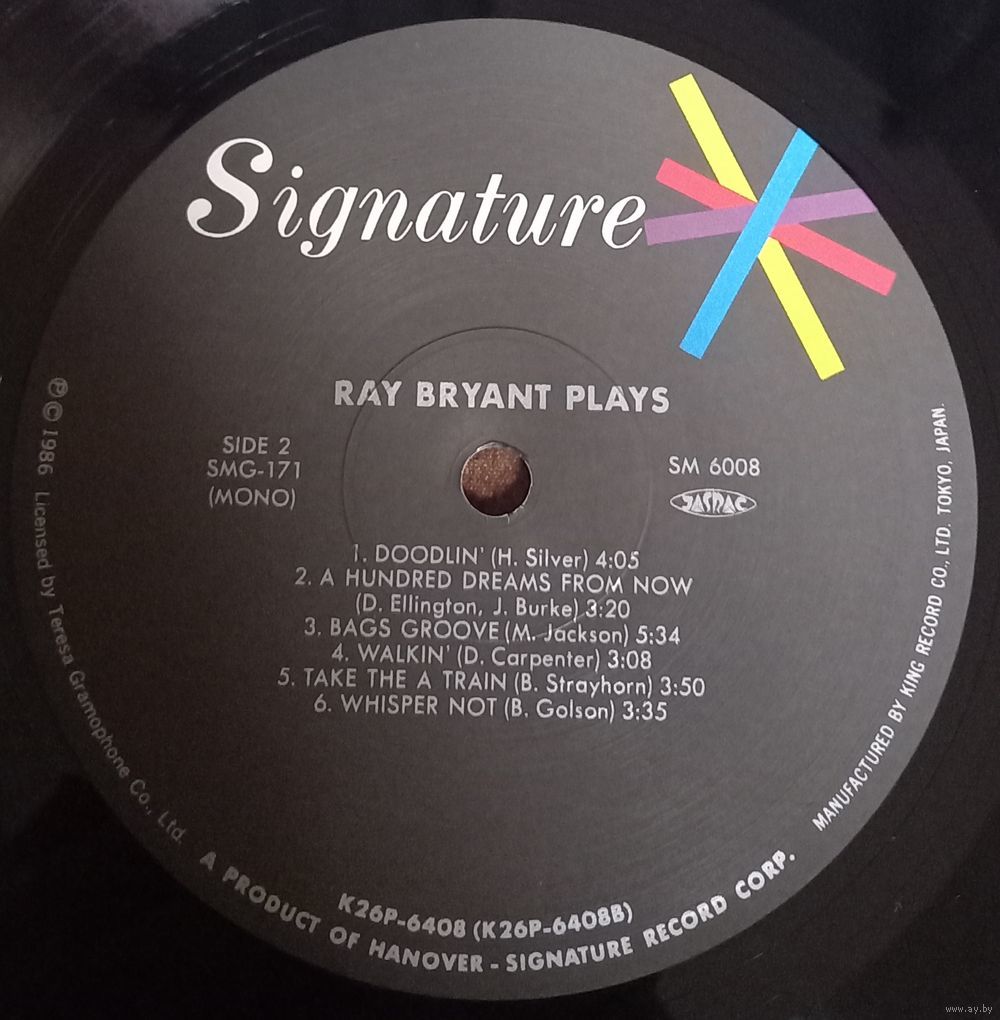 Signature
RAY BRYANT PLAYS
SIDE 2
SMG-171
(MONO)
SM 6008
JASRAC
1. DOODLIN' (H. Silver) 4:05
2. A HUNDRED DREAMS FROM NOW
(D. Ellington, J. Burke) 3:20
3. BAGS GROOVE (M. Jackson) 5:34
4. WALKIN' (D. Carpenter) 3:08
5. TAKE THE A TRAIN (B. Strayhorn) 3:50
6. WHISPER NOT (B. Golson) 3:35
℗ © 1986 Licensed by Teresa Gramophone Co., Ltd.
MANUFACTURED BY KING RECORD CO., LTD. TOKYO, JAPAN.
K26P-6408 (K26P-6408B)
A PRODUCT OF HANOVER - SIGNATURE RECORD CORP.
www.ay.by